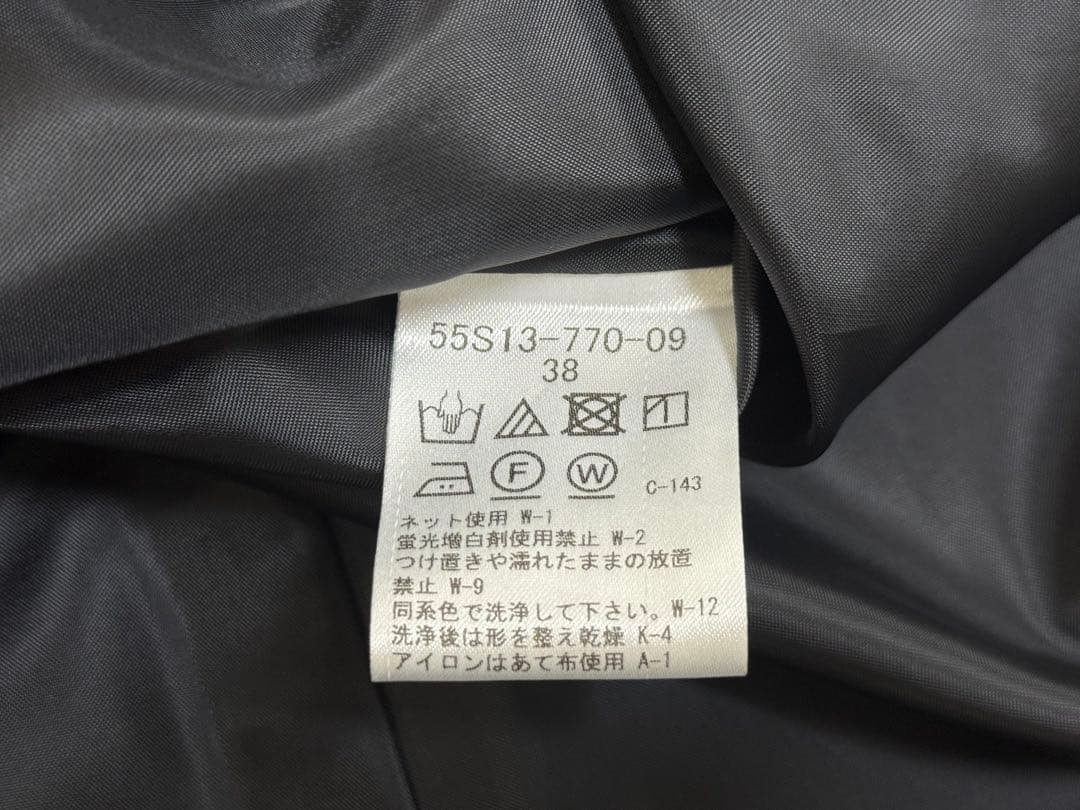 55S13-770-09
38
F W C-143
ネット使用 W-1
蛍光増白剤使用禁止 W-2
つけ置きや濡れたままの放置
禁止 W-9
同系色で洗浄して下さい。W-12
洗浄後は形を整え乾燥 K-4
アイロンはあて布使用 A-1